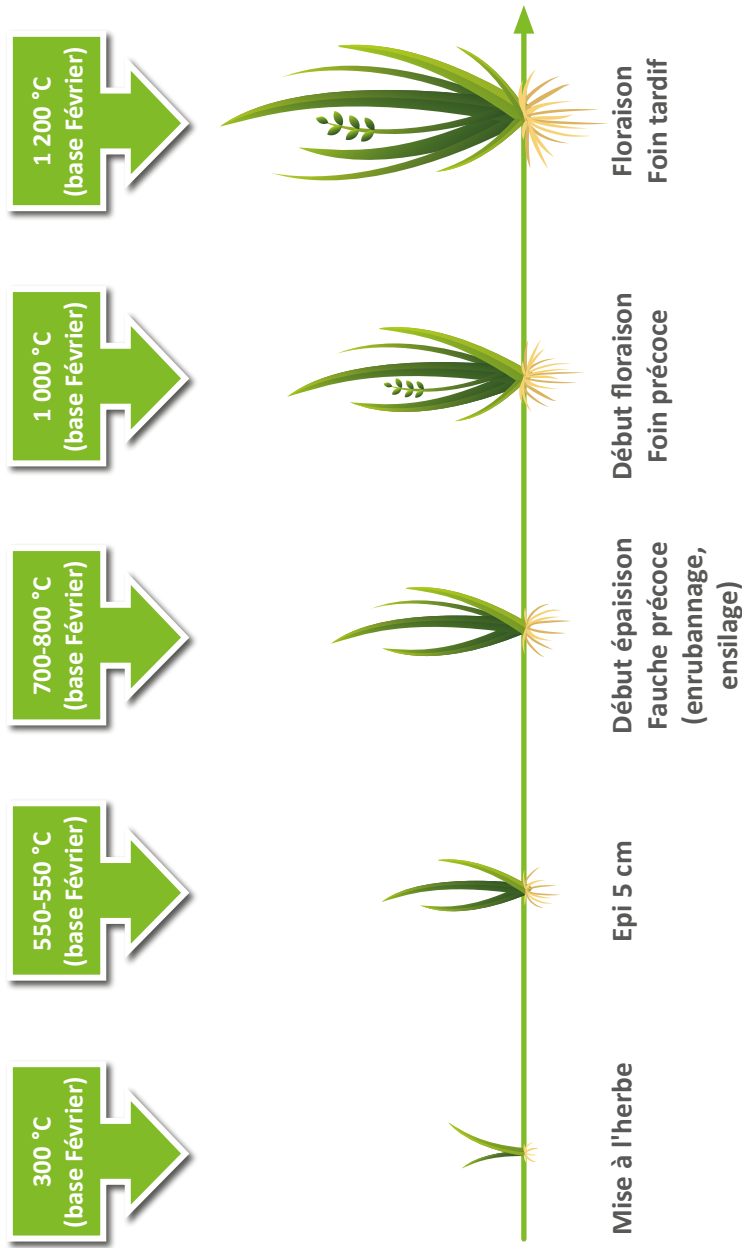 300 °C
(base Février)
550-550 °C
(base Février)
700-800 °C
(base Février)
1 000 °C
(base Février)
1 200 °C
(base Février)
Mise à l'herbe
Epi 5 cm
Début épaisision
Fauche précoce
(enrubannage,
ensilage)
Début floraison
Foin précoce
Floraison
Foin tardif